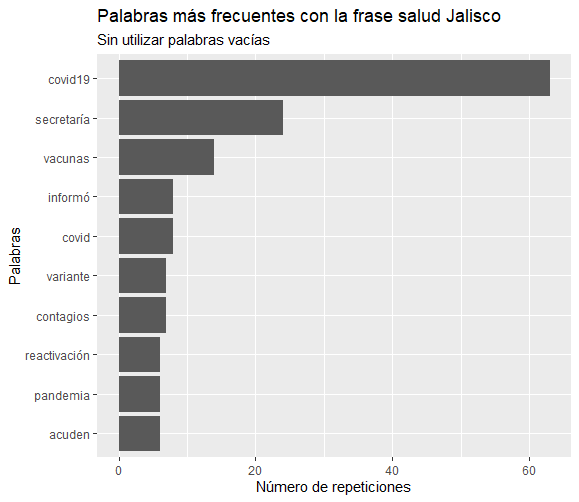 Palabras más frecuentes con la frase salud Jalisco
Sin utilizar palabras vacías
covid19
secretaría
vacunas
informó
covid
variante
contagios
reactivación
pandemia
acuden
Palabras
0 20 40 60
Número de repeticiones